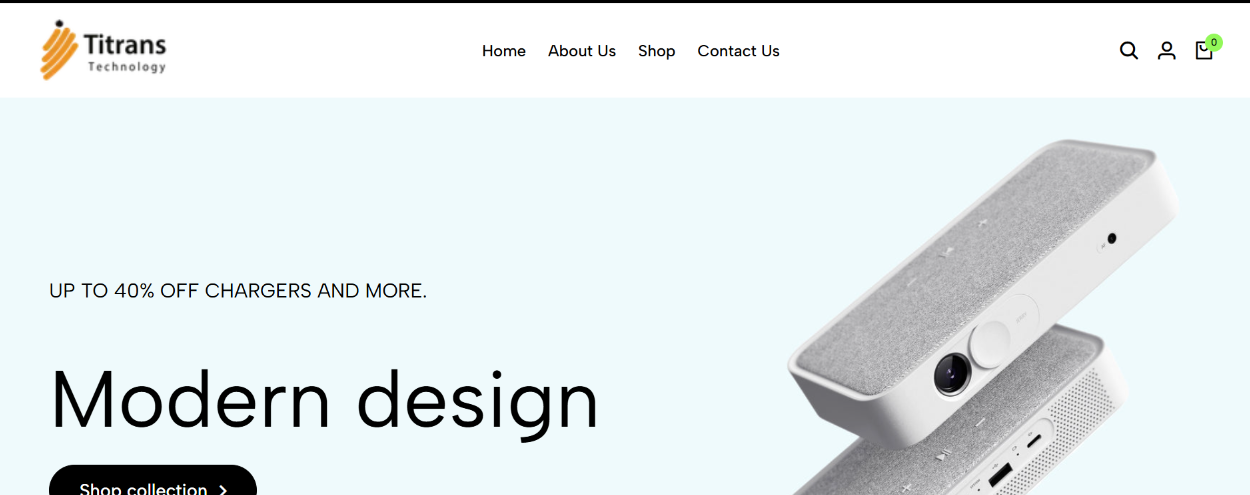 Titrans
Technology
Home About Us Shop Contact Us
0
UP TO 40% OFF CHARGERS AND MORE.
Modern design
Shop collection